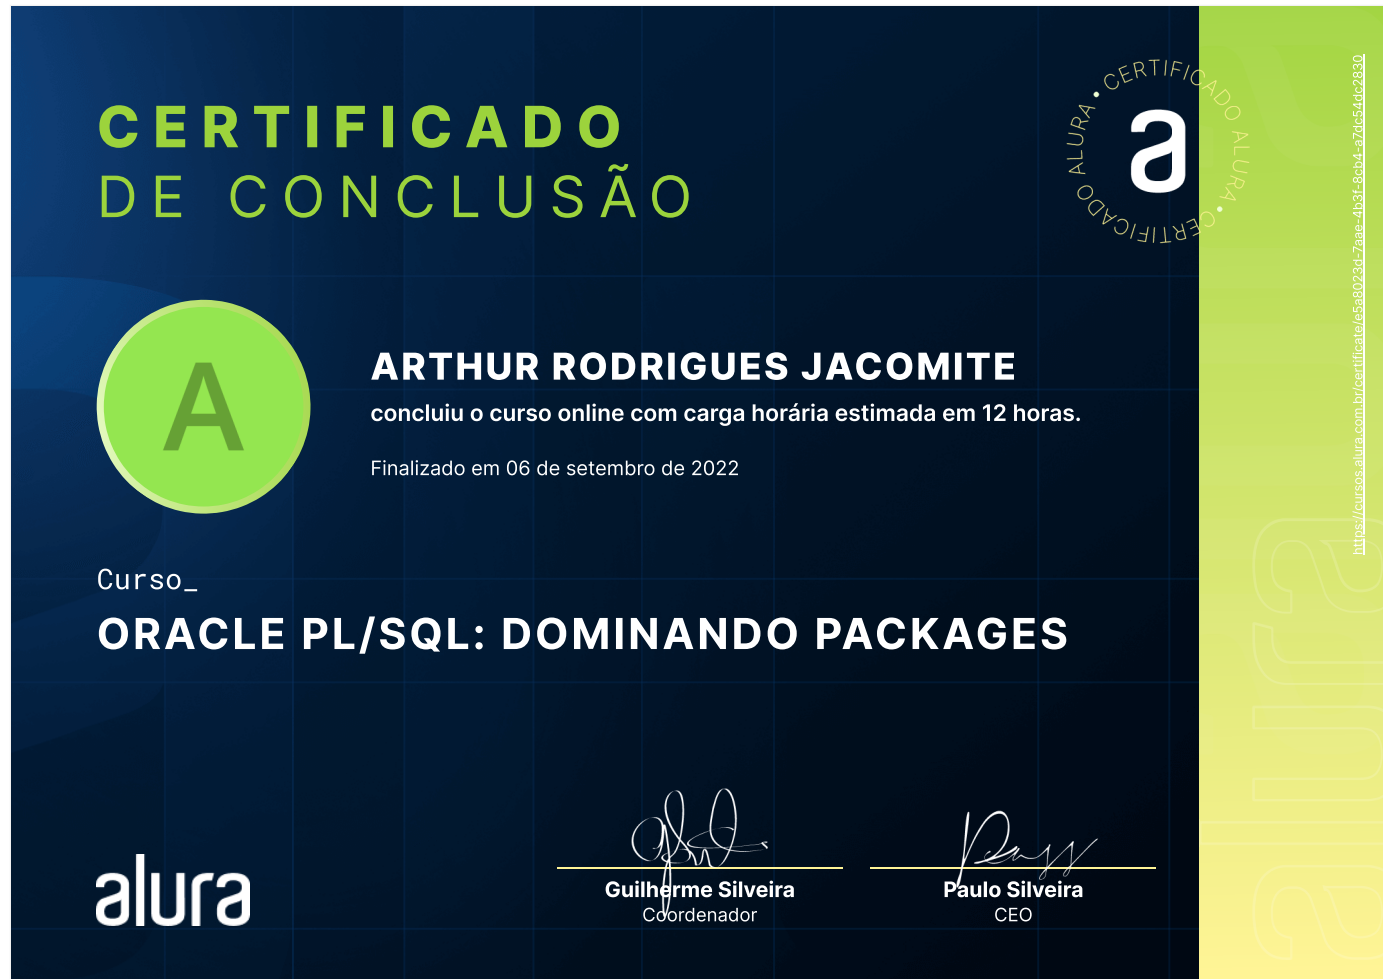 CERTIFICADO
DE CONCLUSÃO
CERTIFICADO ALURA • CERTIFICADO ALURA •
a
https://cursos.alura.com.br/certificate/e5a8023d-7aae-4b3f-8cb4-a7dc54dc2830
A
ARTHUR RODRIGUES JACOMITE
concluiu o curso online com carga horária estimada em 12 horas.
Finalizado em 06 de setembro de 2022
Curso_
ORACLE PL/SQL: DOMINANDO PACKAGES
alura
Guilherme Silveira
Coordenador
Paulo Silveira
CEO
alura